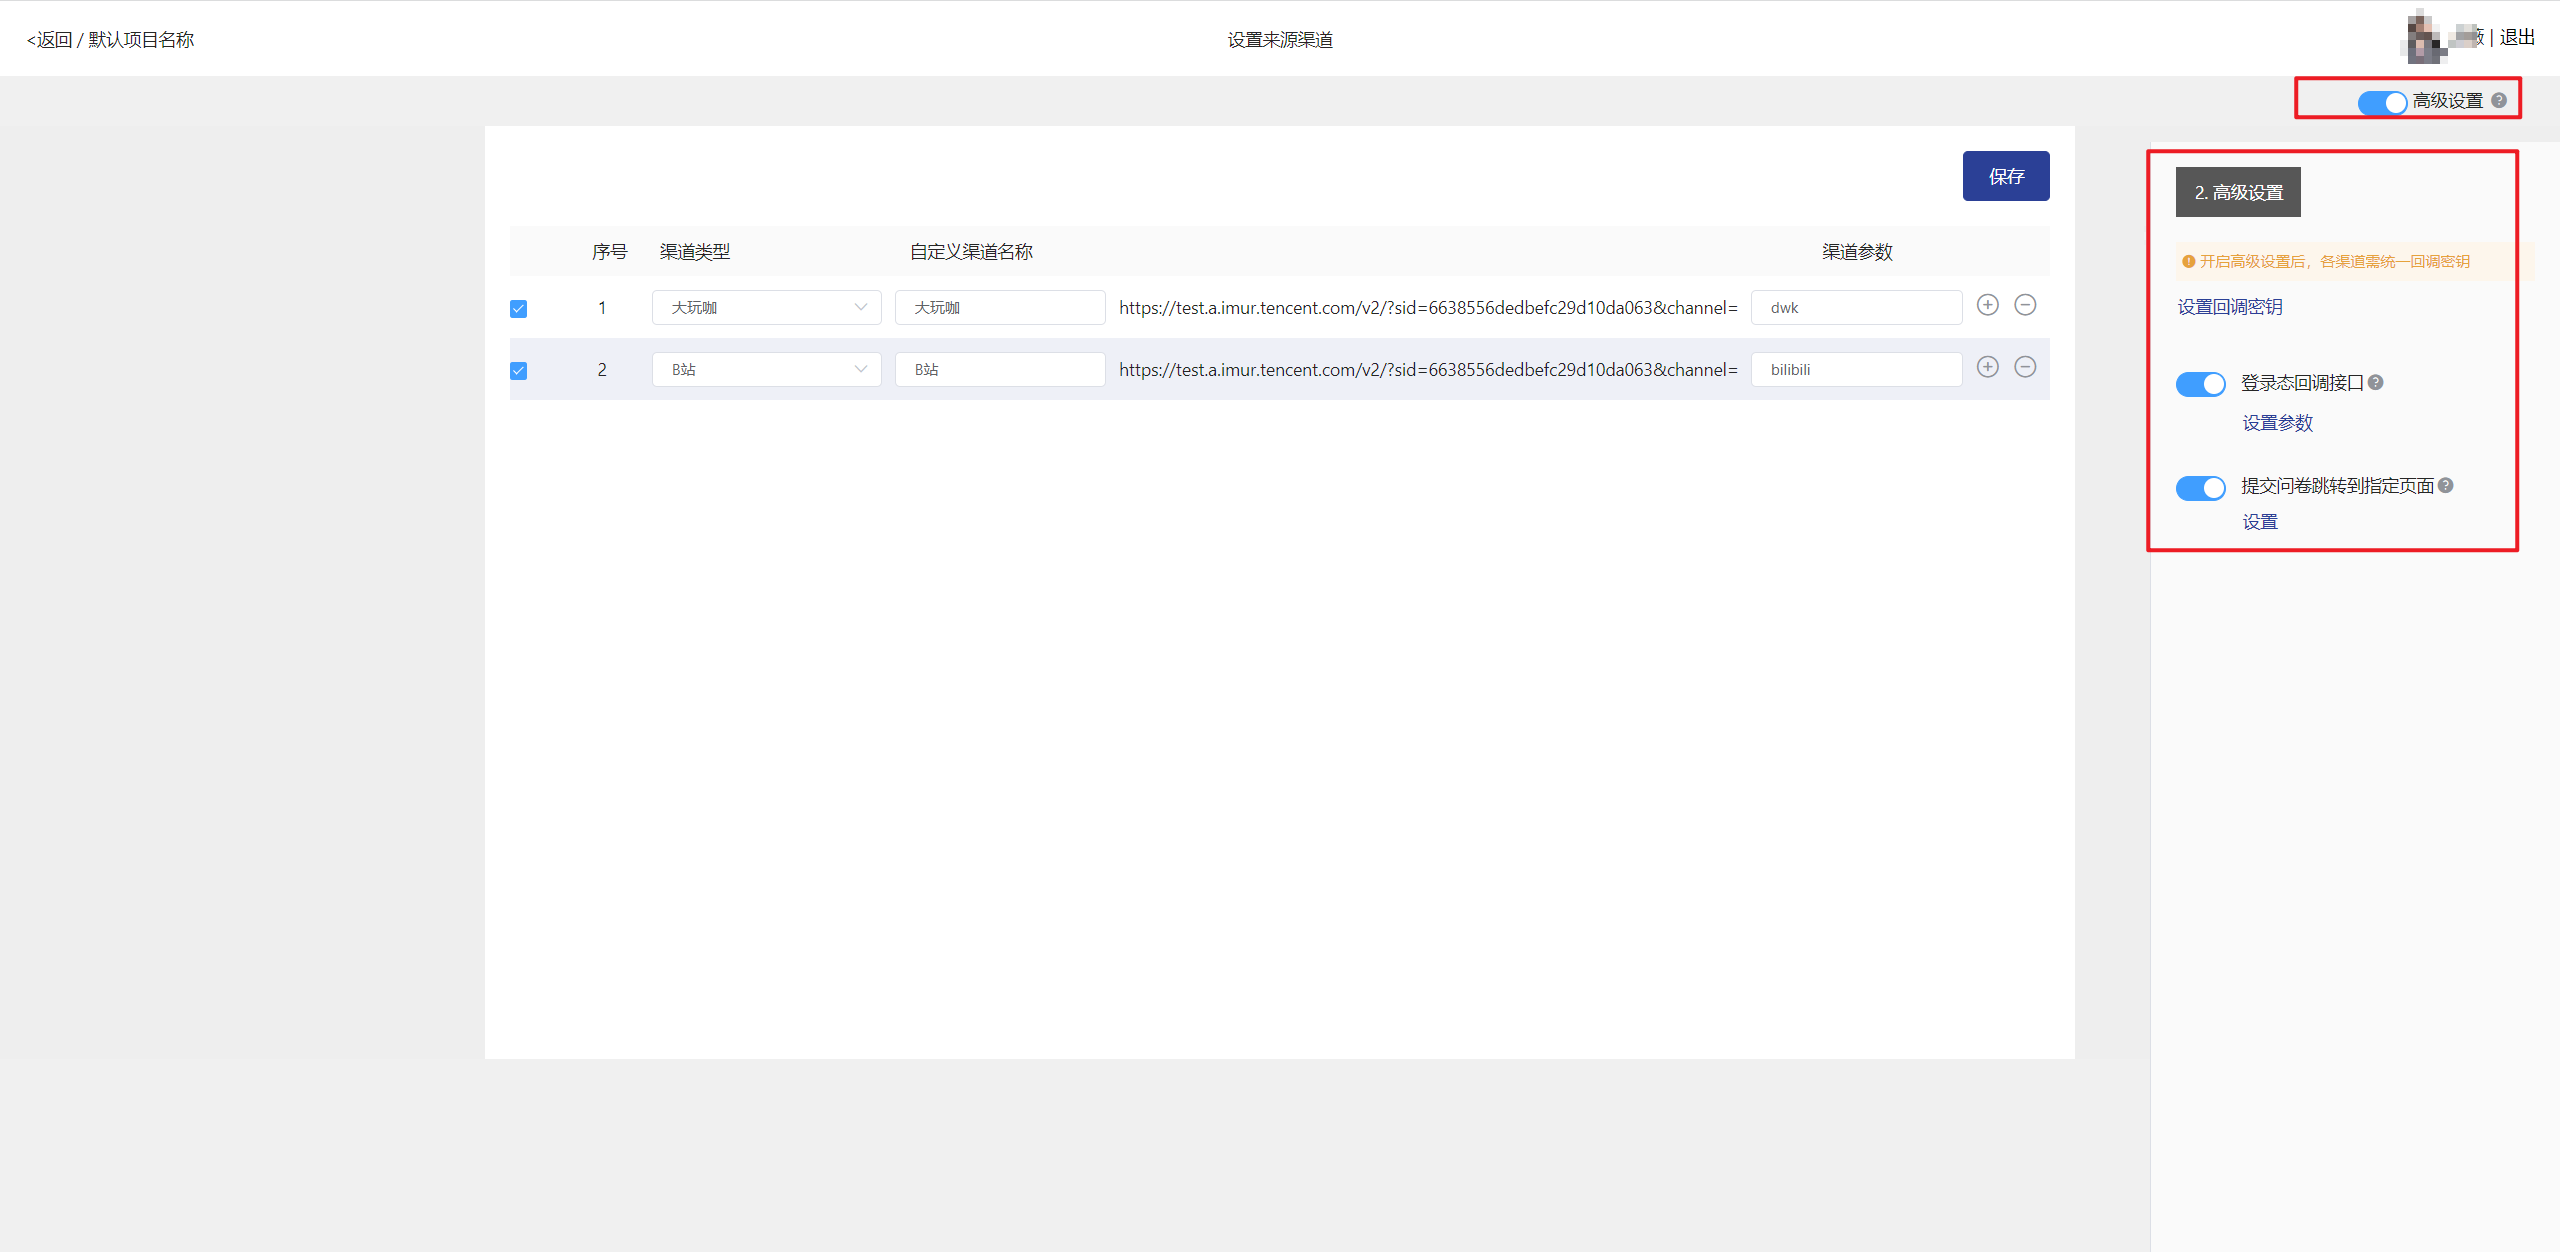 <返回 / 默认项目名称
设置来源渠道
| 退出
高级设置
保存
序号 渠道类型 自定义渠道名称 渠道参数
1 大玩咖 大玩咖 https://test.a.imur.tencent.com/v2/?sid=6638556dedbefc29d10da063&channel= dwk
2 B站 B站 https://test.a.imur.tencent.com/v2/?sid=6638556dedbefc29d10da063&channel= bilibili
2. 高级设置
开启高级设置后，各渠道需统一回调密钥
设置回调密钥
登录态回调接口
设置参数
提交问卷跳转到指定页面
设置